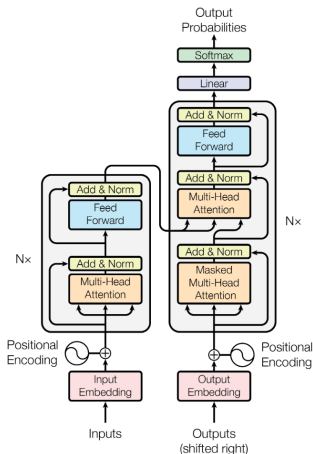 Output
Probabilities
Softmax
Linear
Add & Norm
Feed
Forward
Add & Norm
Multi-Head
Attention
Add & Norm
Masked
Multi-Head
Attention
Nx
Positional
Encoding
Output
Embedding
Outputs
(shifted right)
Add & Norm
Feed
Forward
Nx
Add & Norm
Multi-Head
Attention
Positional
Encoding
Input
Embedding
Inputs